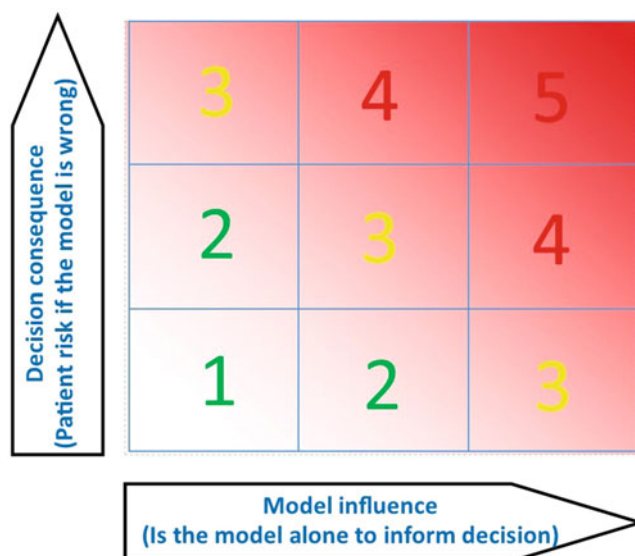 Decision consequence
(Patient risk if the model is wrong)
3 4 5
2 3 4
1 2 3
Model influence
(Is the model alone to inform decision)